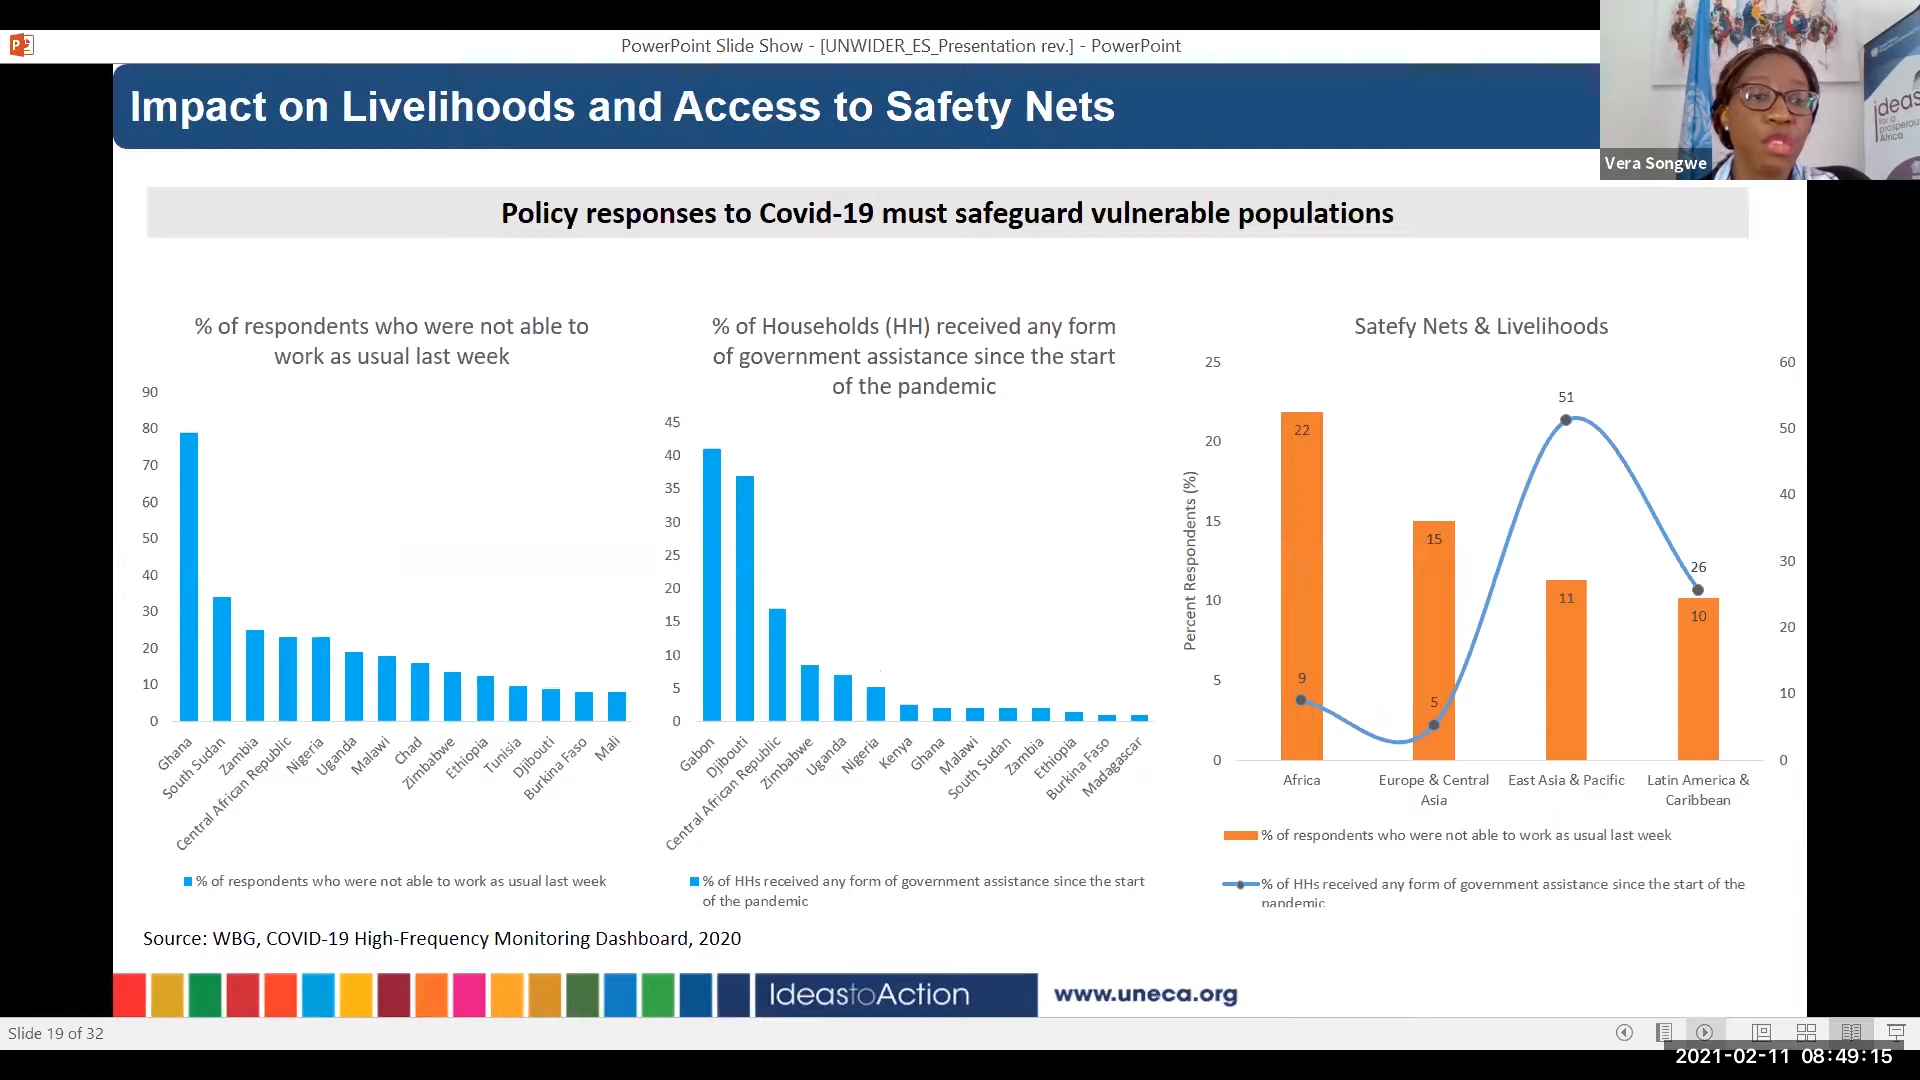 PowerPoint Slide Show - [UNWIDER_ES_Presentation rev.] - PowerPoint
Impact on Livelihoods and Access to Safety Nets
ideas
for a
prosperous
Africa
Vera Songwe
Policy responses to Covid-19 must safeguard vulnerable populations
% of respondents who were not able to
work as usual last week
90
80
70
60
50
40
30
20
10
0
Ghana
South Sudan
Zambia
Central African Republic
Nigeria
Uganda
Malawi
Chad
Zimbabwe
Ethiopia
Tunisia
Djibouti
Burkina Faso
Mali
% of respondents who were not able to work as usual last week
% of Households (HH) received any form
of government assistance since the start
of the pandemic
45
40
35
30
25
20
15
10
5
0
Gabon
Djibouti
Central African Republic
Zimbabwe
Uganda
Nigeria
Kenya
Ghana
Malawi
South Sudan
Zambia
Ethiopia
Burkina Faso
Madagascar
% of HHs received any form of government assistance since the start
of the pandemic
Satefy Nets & Livelihoods
Percent Respondents (%)
25
20
15
10
5
0
60
50
40
30
20
10
0
22
15
11
10
9
5
51
26
Africa
Europe & Central
Asia
East Asia & Pacific
Latin America &
Caribbean
% of respondents who were not able to work as usual last week
% of HHs received any form of government assistance since the start of the
pandemic
Source: WBG, COVID-19 High-Frequency Monitoring Dashboard, 2020
IdeastoAction
www.uneca.org
Slide 19 of 32
2021-02-11 08:49:15